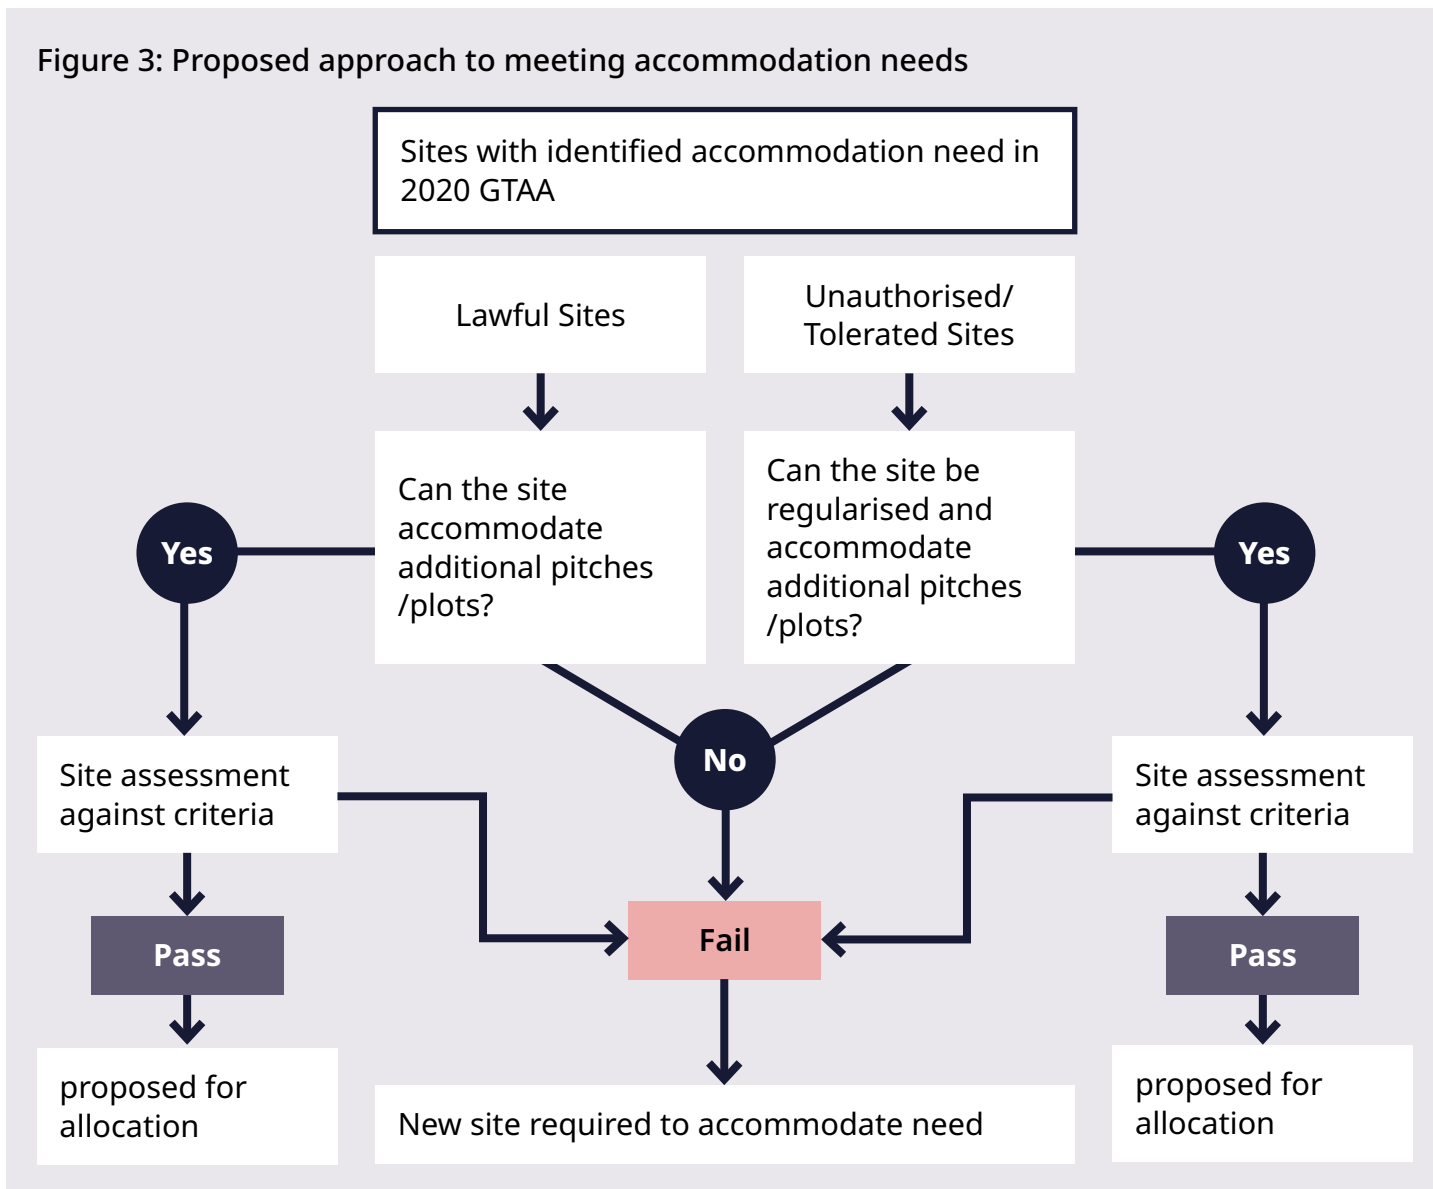 Figure 3: Proposed approach to meeting accommodation needs
Sites with identified accommodation need in
2020 GTAA
Lawful Sites
Unauthorised/
Tolerated Sites
Can the site
accommodate
additional pitches
/plots?
Can the site be
regularised and
accommodate
additional pitches
/plots?
Yes
Yes
No
Site assessment
against criteria
Site assessment
against criteria
Pass
Fail
Pass
proposed for
allocation
New site required to accommodate need
proposed for
allocation